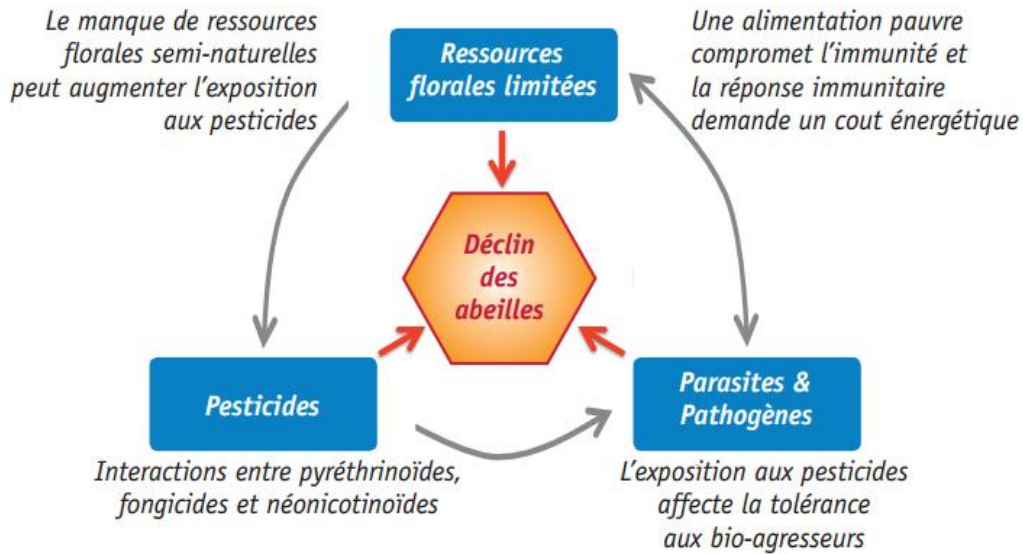 Le manque de ressources
florales semi-naturelles
peut augmenter l'exposition
aux pesticides
Ressources
florales limitées
Une alimentation pauvre
compromet l'immunité et
la réponse immunitaire
demande un cout énergétique
Déclin
des
abeilles
Pesticides
Parasites &
Pathogènes
Interactions entre pyréthrinoïdes,
fongicides et néonicotinoïdes
L'exposition aux pesticides
affecte la tolérance
aux bio-agresseurs